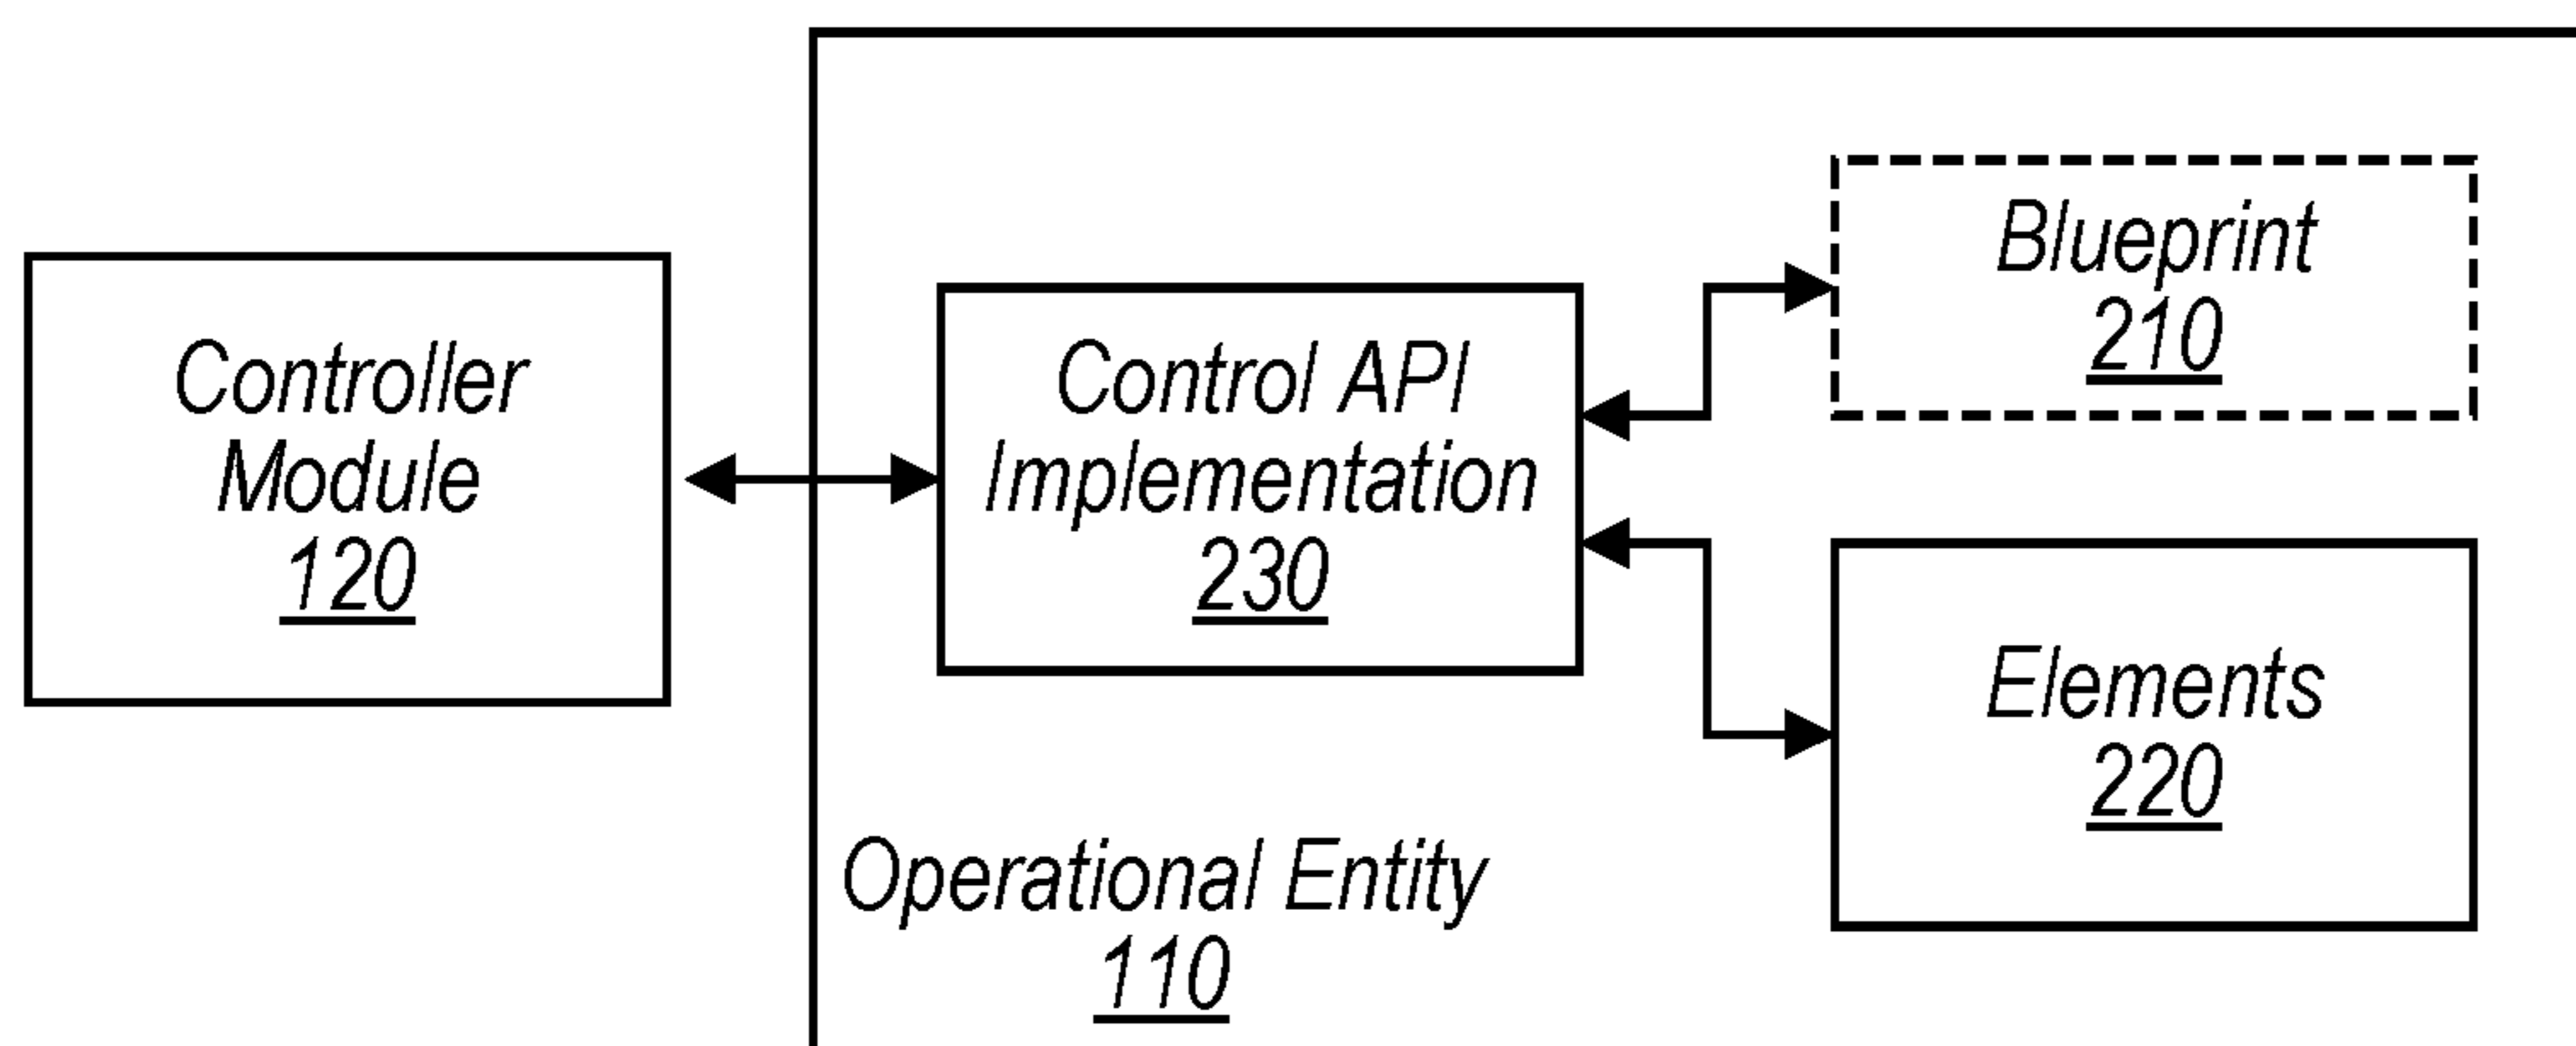 Controller
Module
120
Control API
Implementation
230
Blueprint
210
Elements
220
Operational Entity
110